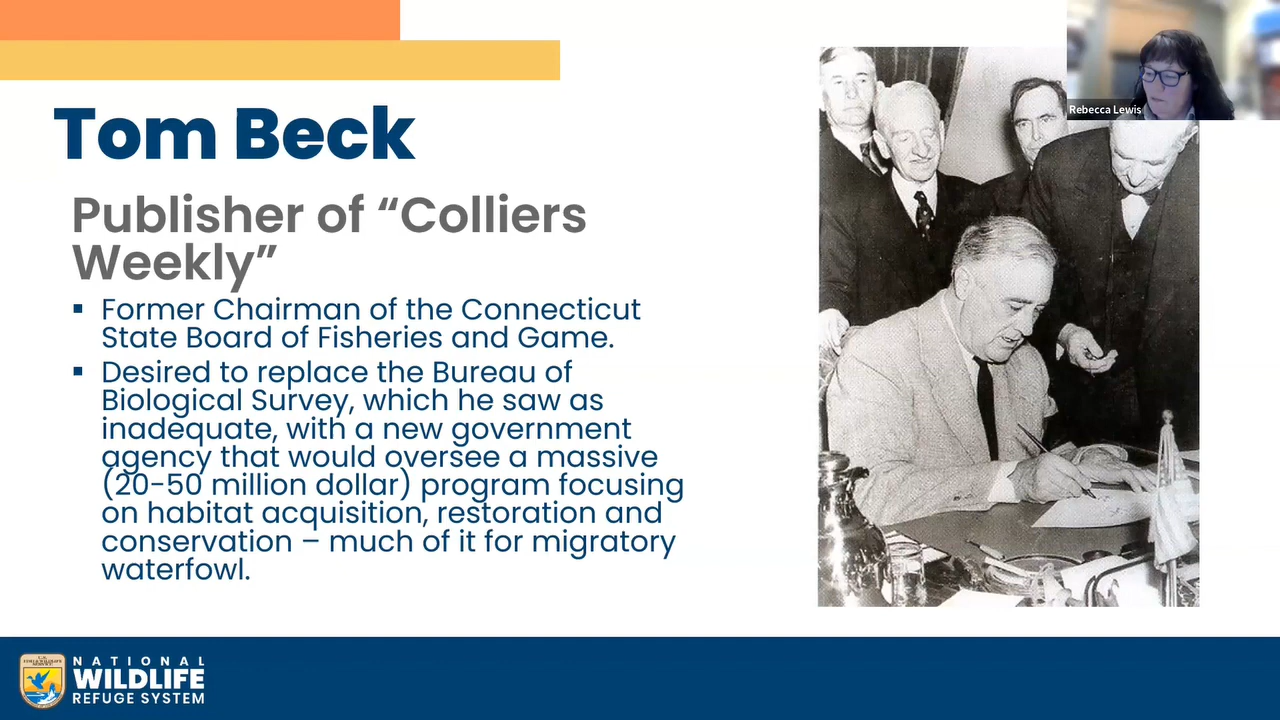 Rebecca Lewis
Tom Beck
Publisher of “Colliers
Weekly”
▪ Former Chairman of the Connecticut
State Board of Fisheries and Game.
▪ Desired to replace the Bureau of
Biological Survey, which he saw as
inadequate, with a new government
agency that would oversee a massive
(20-50 million dollar) program focusing
on habitat acquisition, restoration and
conservation – much of it for migratory
waterfowl.
U.S.
FISH & WILDLIFE
SERVICE
NATIONAL
WILDLIFE
REFUGE SYSTEM